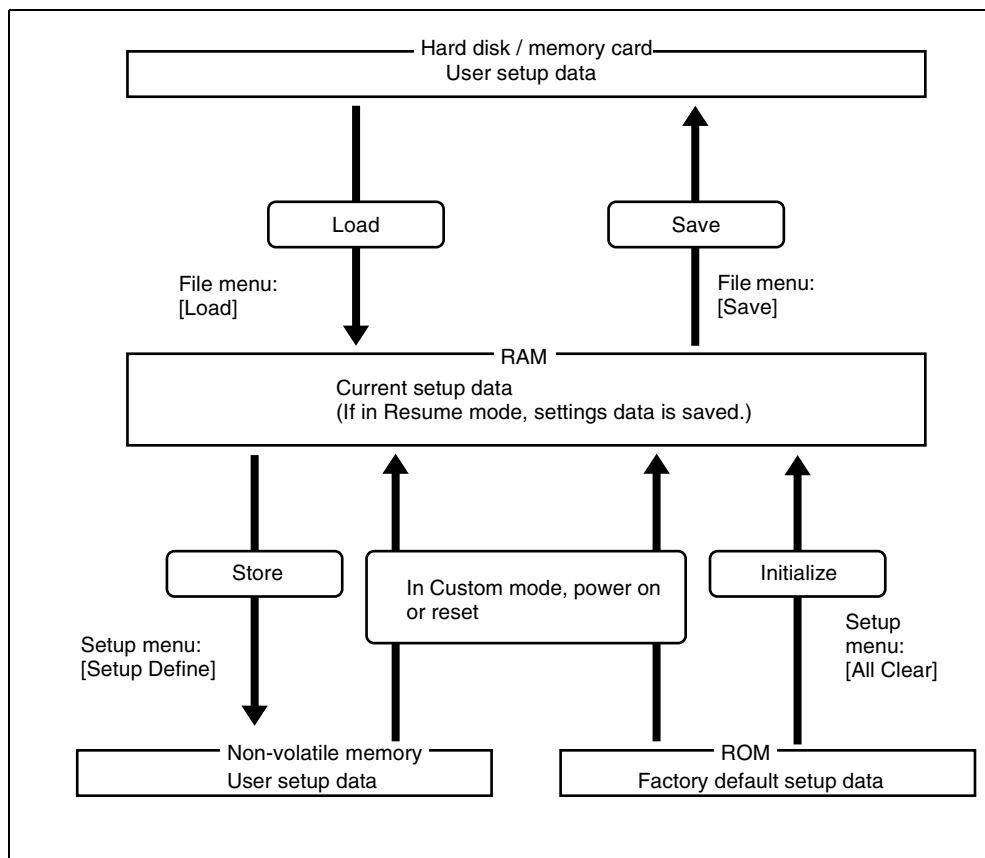 Hard disk / memory card
User setup data
Load
Save
File menu:
[Load]
File menu:
[Save]
RAM
Current setup data
(If in Resume mode, settings data is saved.)
Store
In Custom mode, power on
or reset
Initialize
Setup menu:
[Setup Define]
Setup
menu:
[All Clear]
Non-volatile memory
User setup data
ROM
Factory default setup data